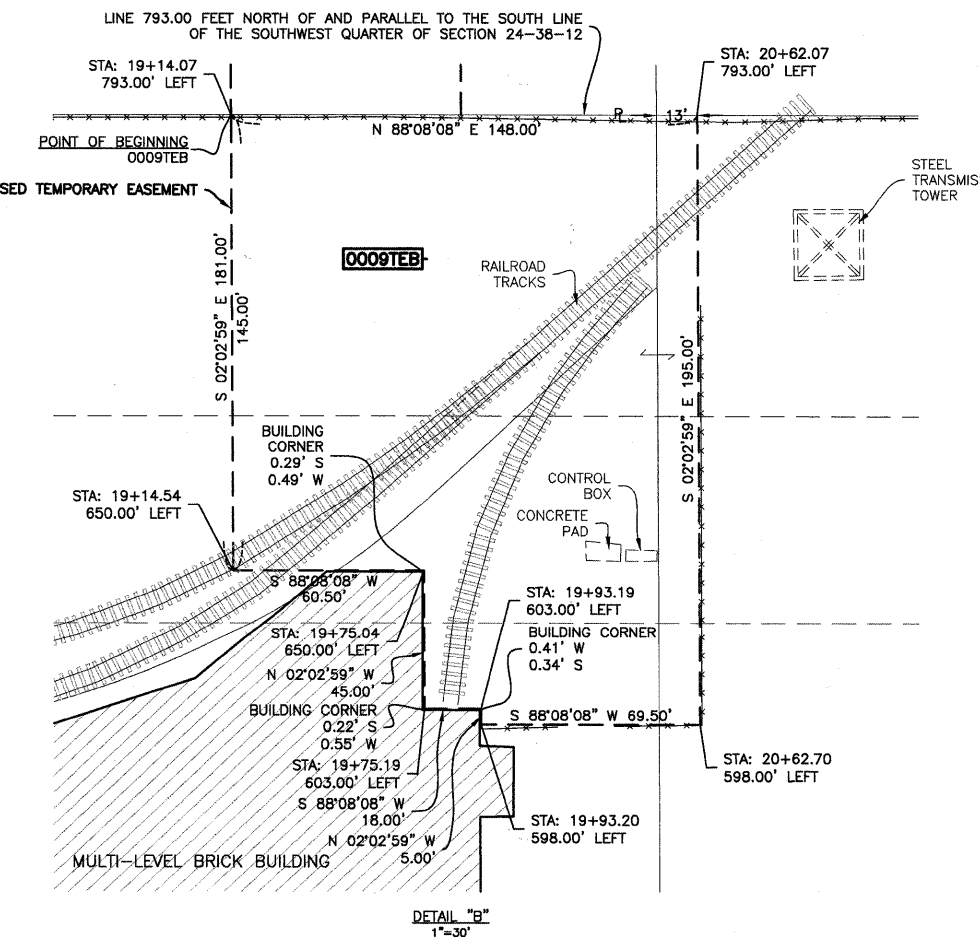 LINE 793.00 FEET NORTH OF AND PARALLEL TO THE SOUTH LINE
OF THE SOUTHWEST QUARTER OF SECTION 24-38-12
STA: 19+14.07
793.00' LEFT
STA: 20+62.07
793.00' LEFT
13'
N 88°08'08" E 148.00'
POINT OF BEGINNING
0009TEB
SED TEMPORARY EASEMENT
STEEL
TRANSMIS
TOWER
0009TEB
RAILROAD
TRACKS
S 02°02'59" E 181.00'
145.00'
S 02°02'59" E 195.00'
BUILDING
CORNER
0.29' S
0.49' W
STA: 19+14.54
650.00' LEFT
CONTROL
BOX
CONCRETE
PAD
S 88°08'08" W
60.50'
STA: 19+93.19
603.00' LEFT
BUILDING CORNER
0.41' W
0.34' S
STA: 19+75.04
650.00' LEFT
N 02°02'59" W
45.00'
BUILDING CORNER
0.22' S
0.55' W
S 88°08'08" W 69.50'
STA: 19+75.19
603.00' LEFT
STA: 20+62.70
598.00' LEFT
S 88°08'08" W
18.00'
STA: 19+93.20
598.00' LEFT
N 02°02'59" W
5.00'
MULTI-LEVEL BRICK BUILDING
DETAIL "B"
1"=30'